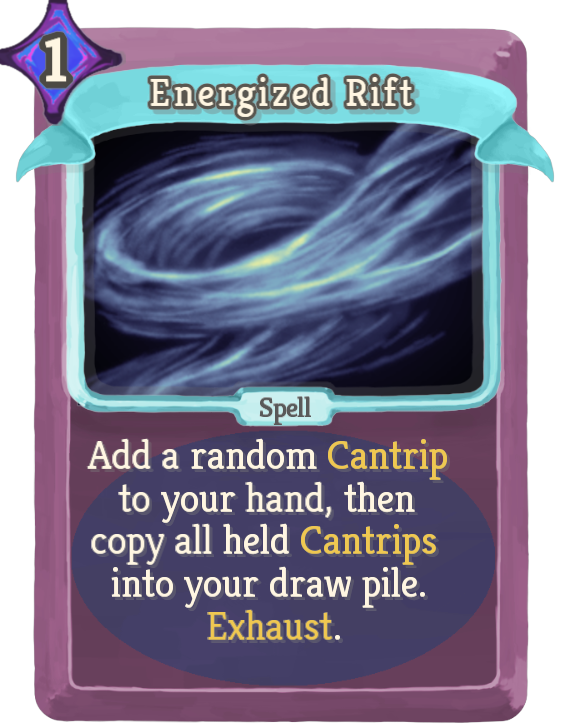 1
Energized Rift
Spell
Add a random Cantrip
to your hand, then
copy all held Cantrips
into your draw pile.
Exhaust.